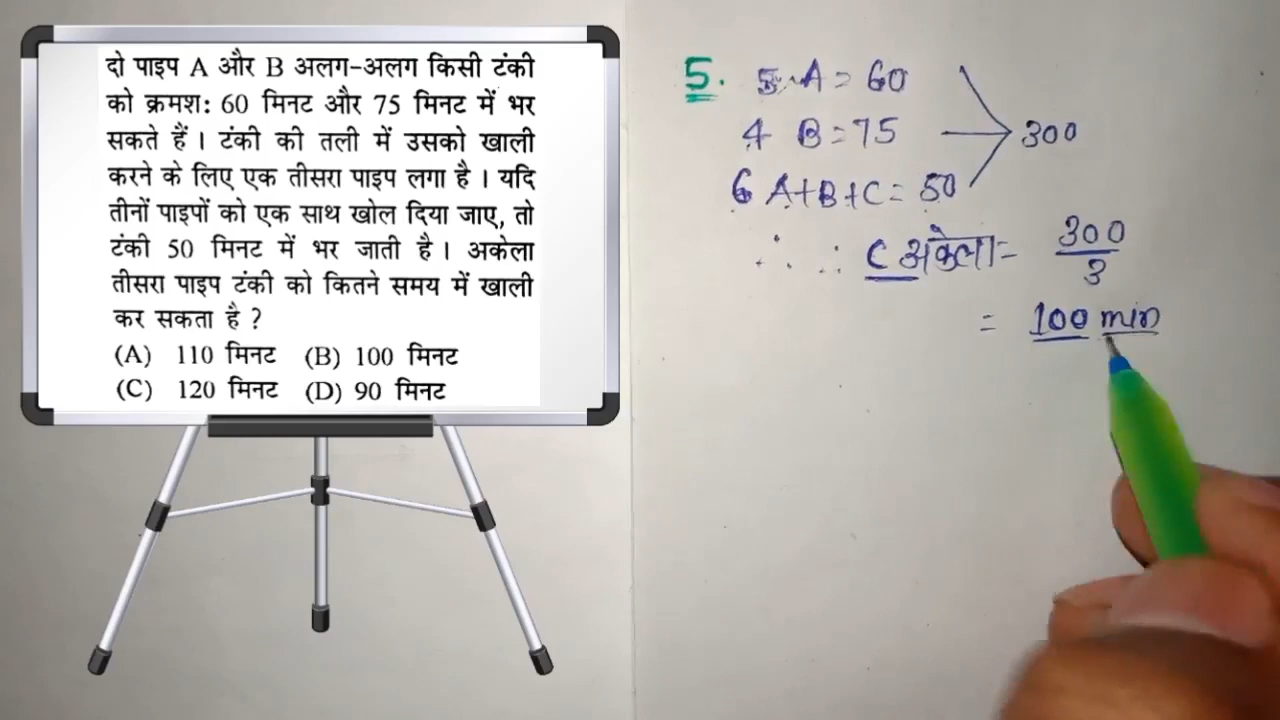 दो पाइप A और B अलग-अलग किसी टंकी
को क्रमश: 60 मिनट और 75 मिनट में भर
सकते हैं । टंकी की तली में उसको खाली
करने के लिए एक तीसरा पाइप लगा है । यदि
तीनों पाइपों को एक साथ खोल दिया जाए, तो
टंकी 50 मिनट में भर जाती है । अकेला
तीसरा पाइप टंकी को कितने समय में खाली
कर सकता है ?
(A) 110 मिनट (B) 100 मिनट
(C) 120 मिनट (D) 90 मिनट
5. 5 A = 60
4 B = 75
300
6 A+B+C = 50
∴ C अकेला = 300/3
= 100 min